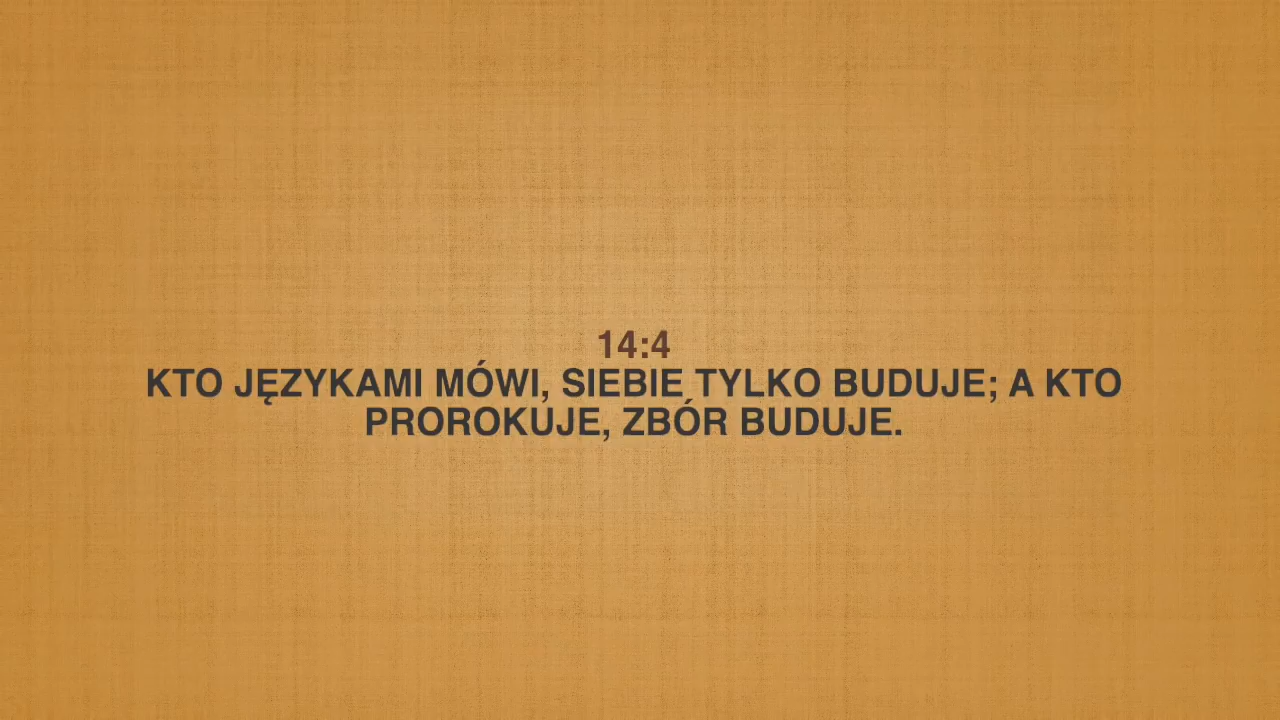 14:4
KTO JĘZYKAMI MÓWI, SIEBIE TYLKO BUDUJE; A KTO
PROROKUJE, ZBÓR BUDUJE.